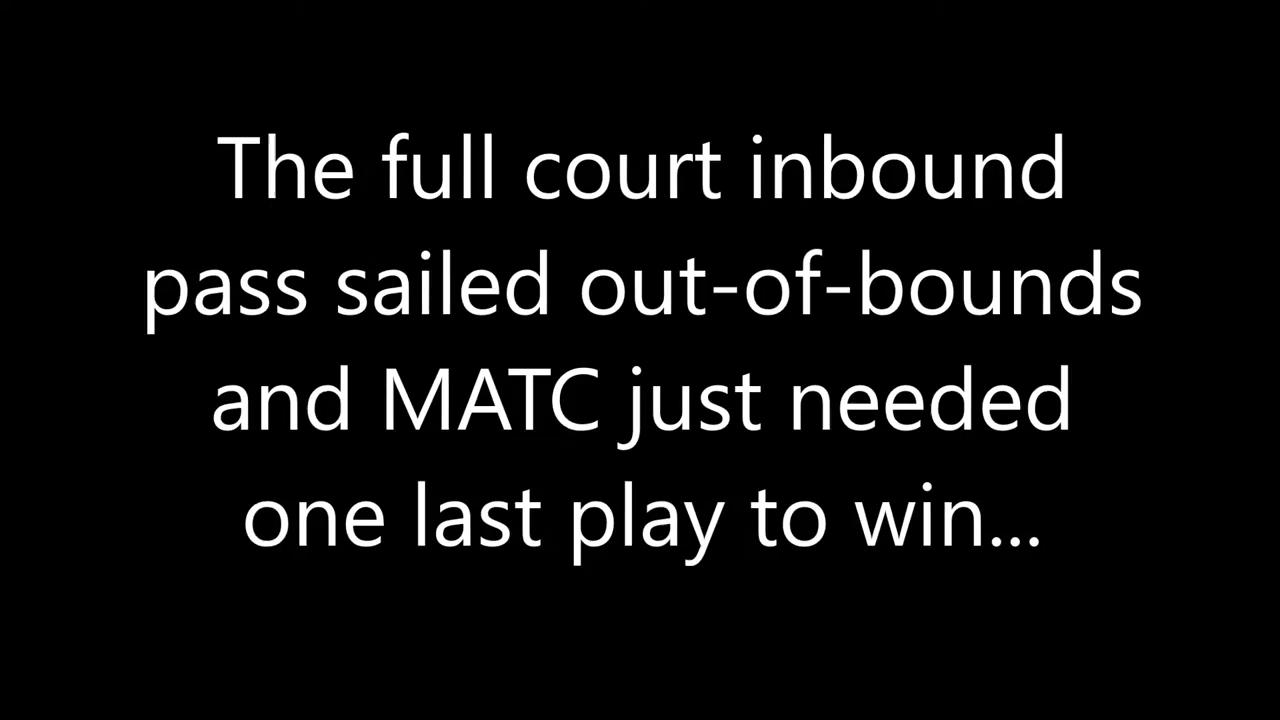 The full court inbound
pass sailed out-of-bounds
and MATC just needed
one last play to win...